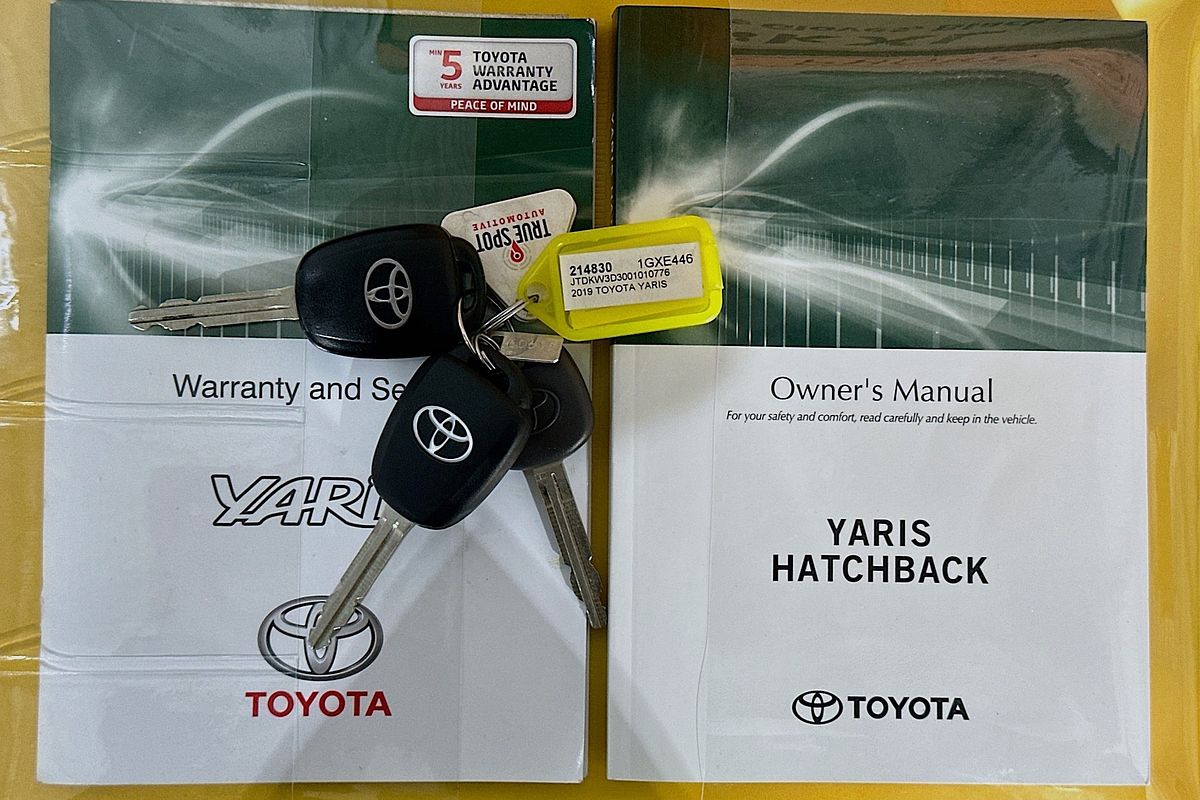 MIN 5 YEARS
TOYOTA
WARRANTY
ADVANTAGE
PEACE OF MIND
TRUE SPOT
AUTOMOTIVE
214830 1GXE446
JTDKW3D3001010776
2019 TOYOTA YARIS
Warranty and Se
YARI
TOYOTA
Owner's Manual
For your safety and comfort, read carefully and keep in the vehicle.
YARIS
HATCHBACK
TOYOTA